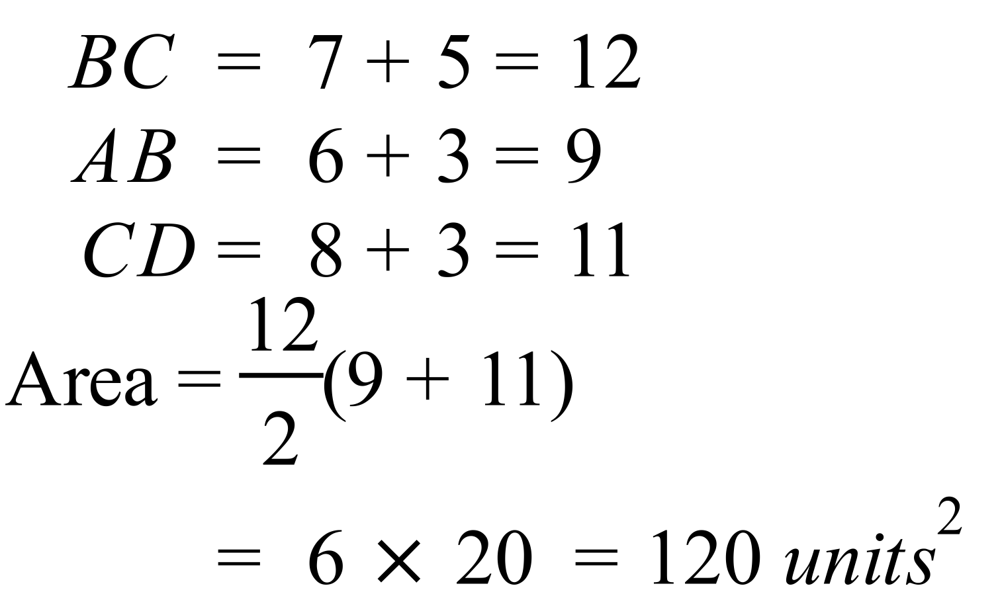 BC = 7 + 5 = 12
AB = 6 + 3 = 9
CD = 8 + 3 = 11
Area = \frac{12}{2}(9 + 11)
= 6 × 20 = 120 units²